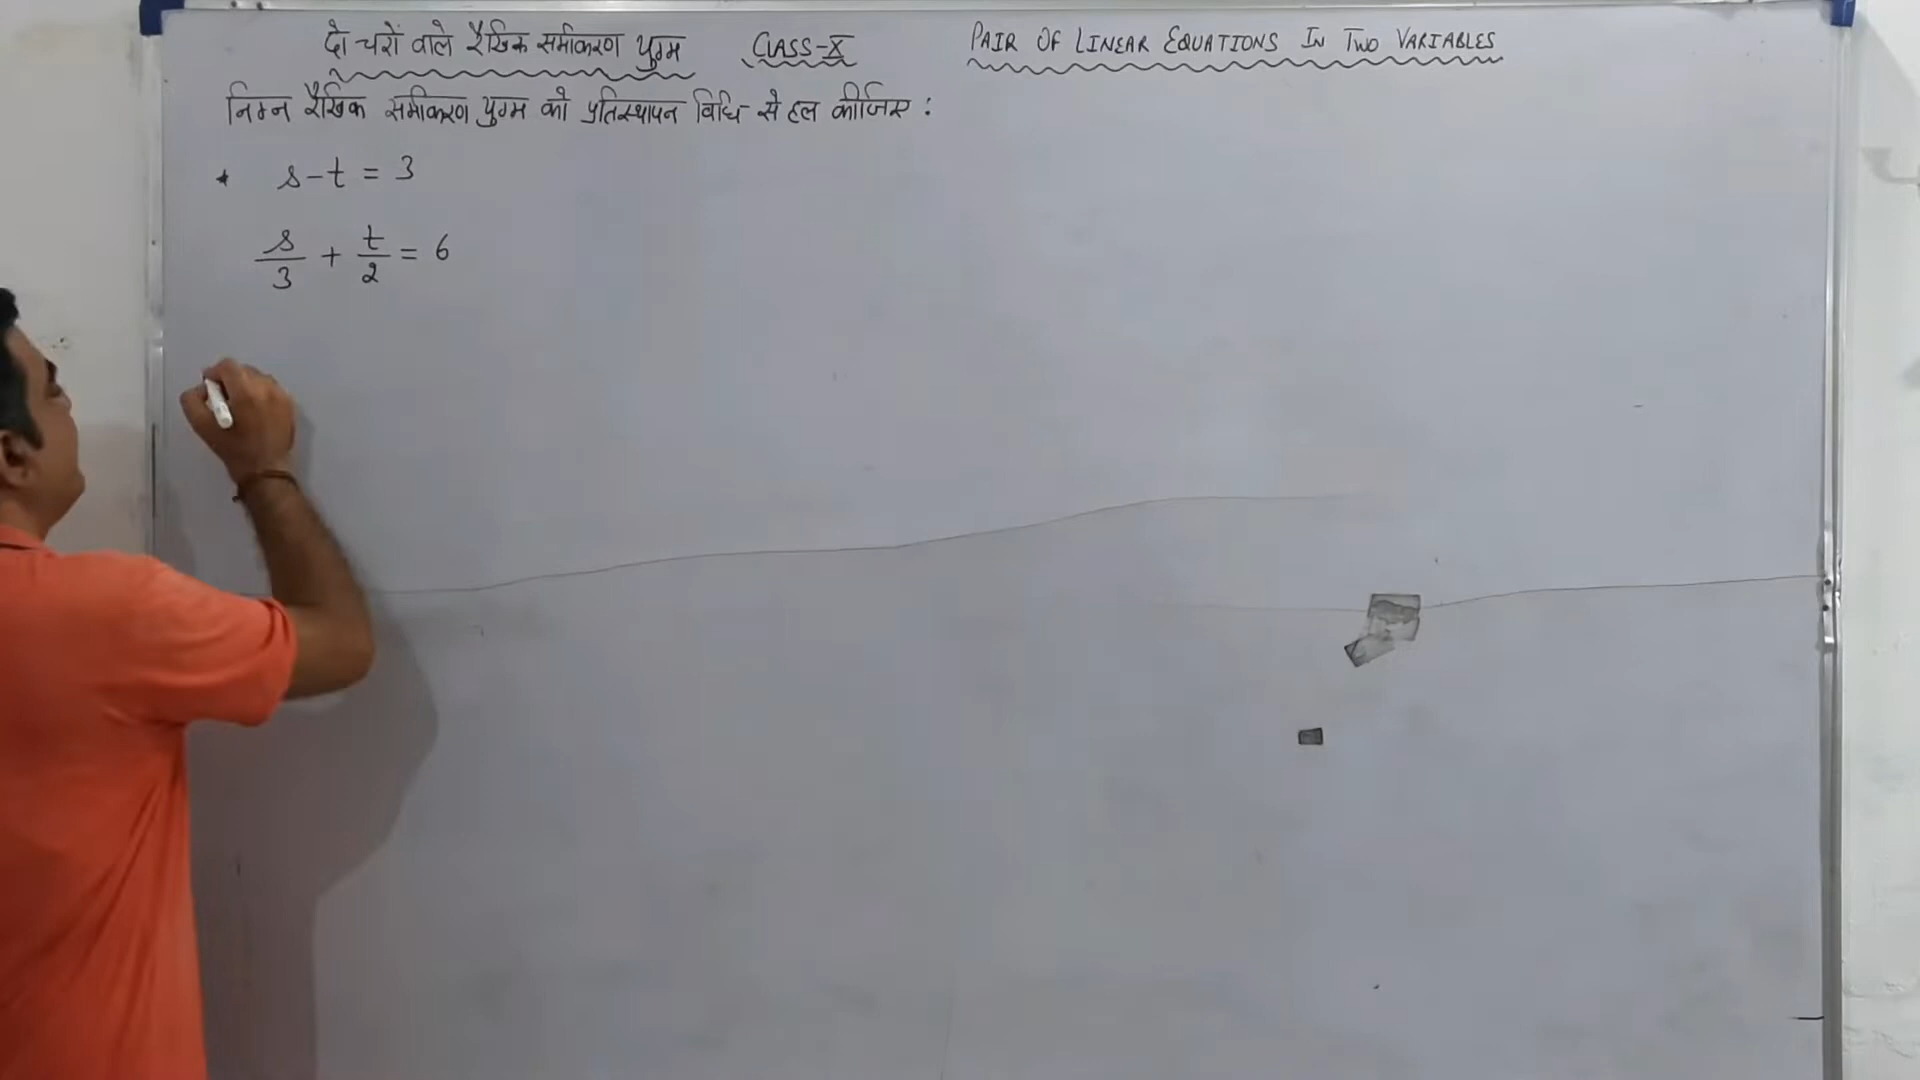 दो चरों वाले रैखिक समीकरण युग्म CLASS-X PAIR OF LINEAR EQUATIONS IN TWO VARIABLES
निम्न रैखिक समीकरण युग्म को प्रतिस्थापन विधि से हल कीजिए :
* s-t = 3
s/3 + t/2 = 6